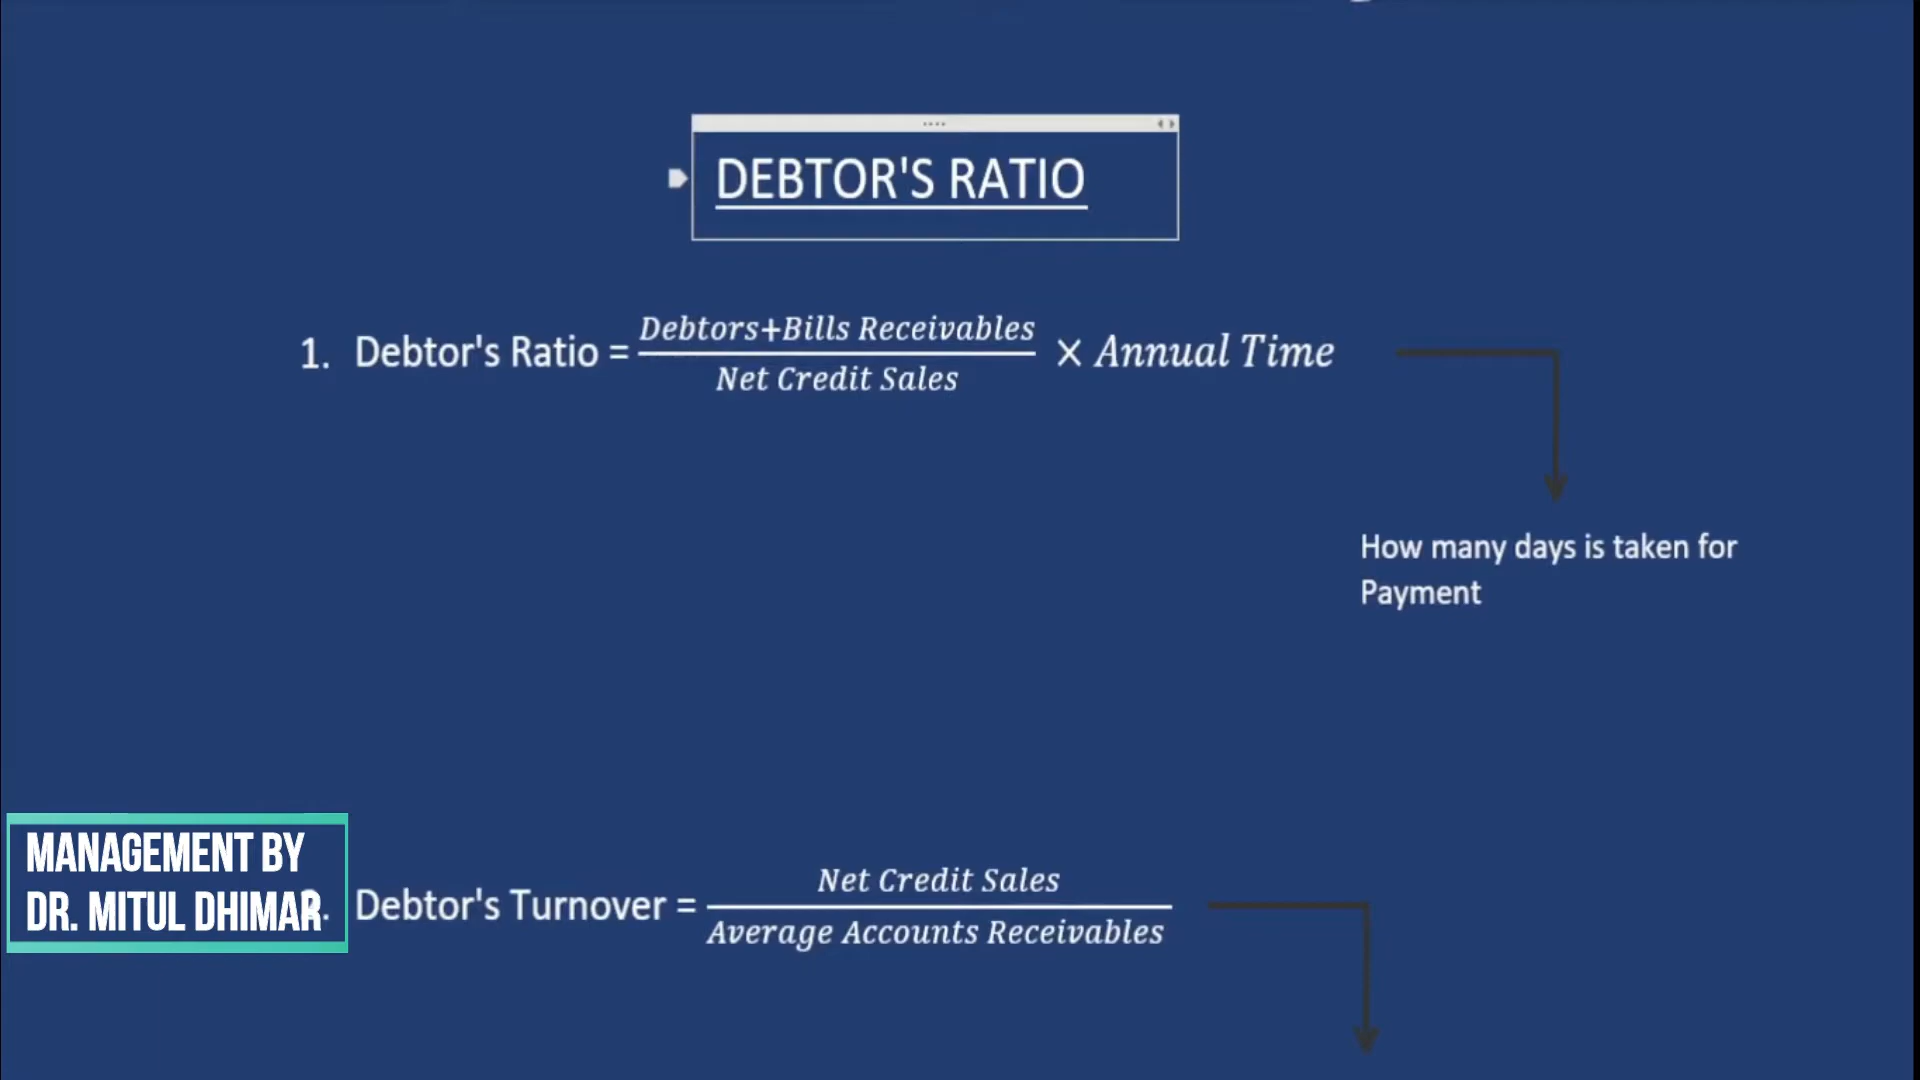 DEBTOR'S RATIO
1. Debtor's Ratio = Debtors+Bills Receivables / Net Credit Sales × Annual Time
How many days is taken for
Payment
MANAGEMENT BY
DR. MITUL DHIMAR
Debtor's Turnover = Net Credit Sales / Average Accounts Receivables